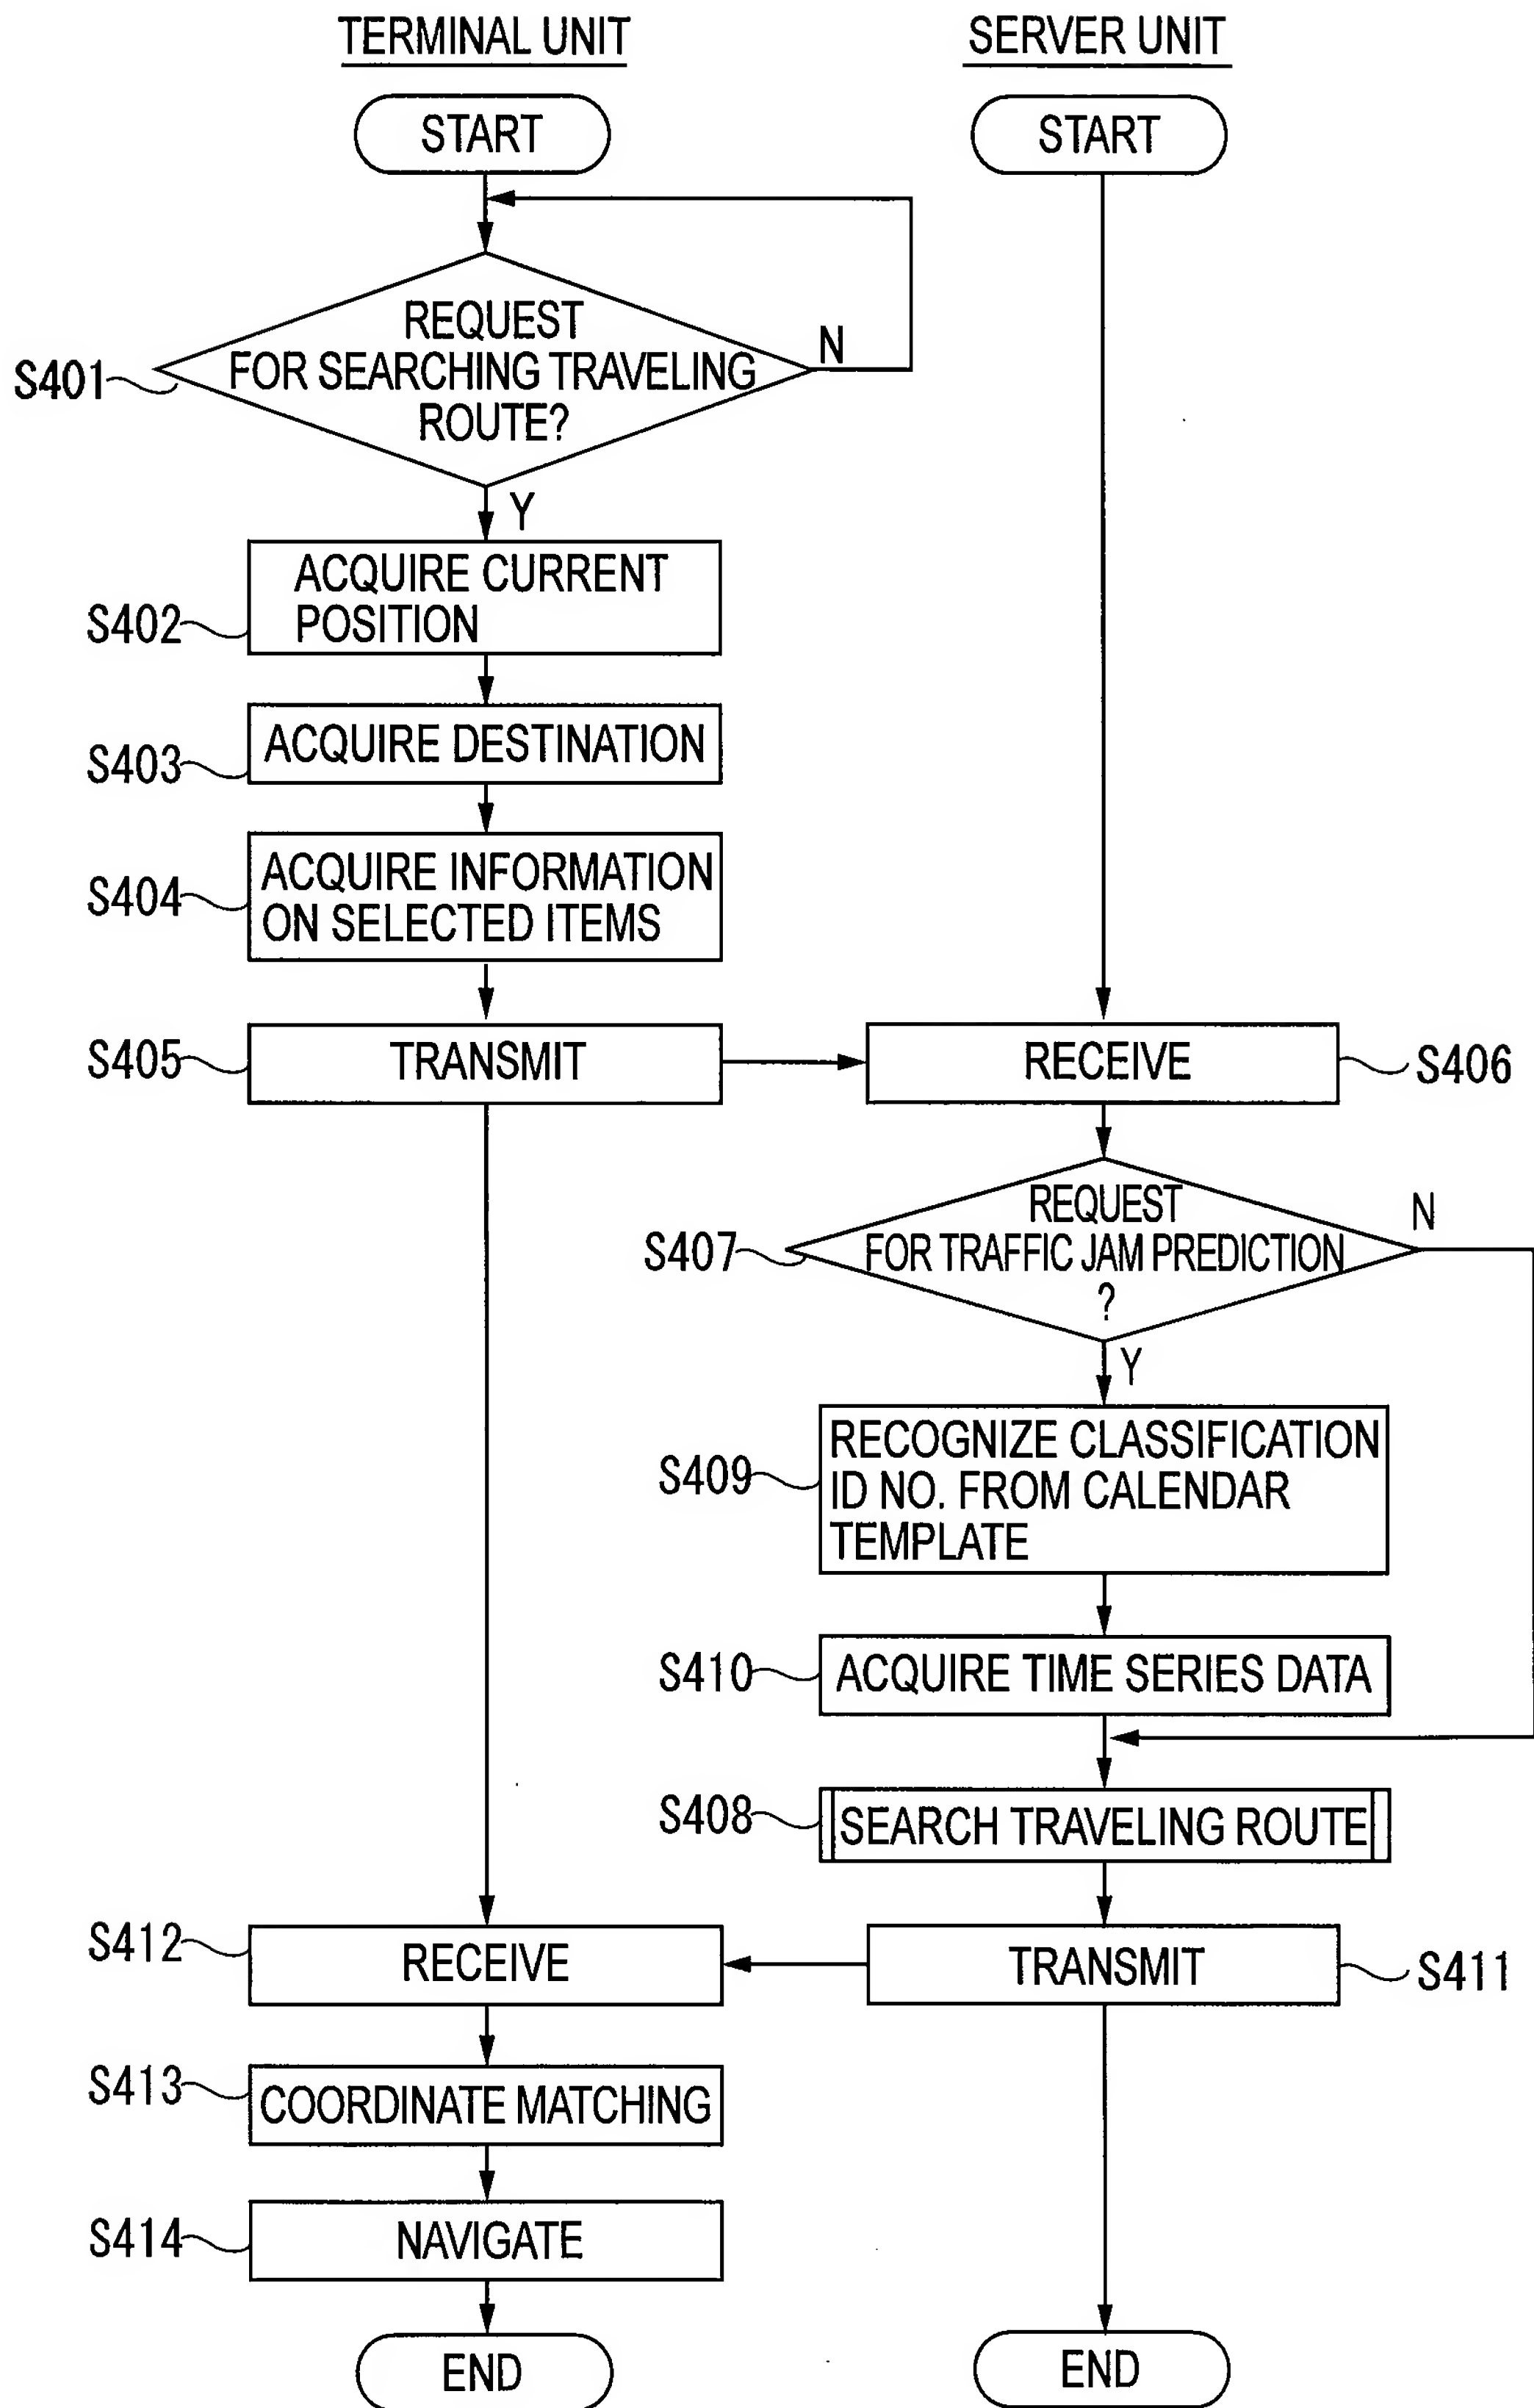 TERMINAL UNIT
SERVER UNIT
START
START
REQUEST
FOR SEARCHING TRAVELING
ROUTE?
N
S401
Y
ACQUIRE CURRENT
POSITION
S402
ACQUIRE DESTINATION
S403
ACQUIRE INFORMATION
ON SELECTED ITEMS
S404
S405
TRANSMIT
RECEIVE
S406
REQUEST
FOR TRAFFIC JAM PREDICTION
?
N
S407
Y
RECOGNIZE CLASSIFICATION
ID NO. FROM CALENDAR
TEMPLATE
S409
S410
ACQUIRE TIME SERIES DATA
S408
SEARCH TRAVELING ROUTE
S412
RECEIVE
TRANSMIT
S411
S413
COORDINATE MATCHING
S414
NAVIGATE
END
END